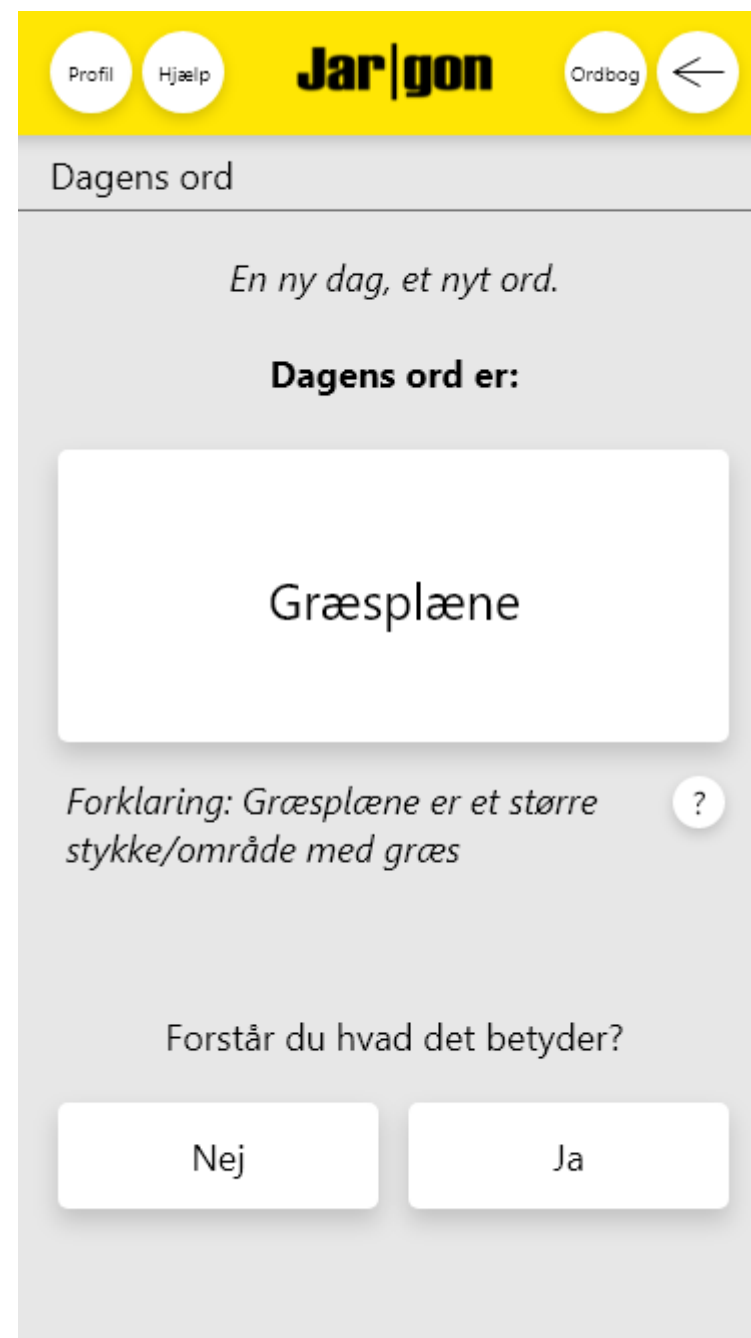 Profil
Hjælp
Jar|gon
Ordbog
Dagens ord
En ny dag, et nyt ord.
Dagens ord er:
Græsplæne
Forklaring: Græsplæne er et større
?
stykke/område med græs
Forstår du hvad det betyder?
Nej
Ja